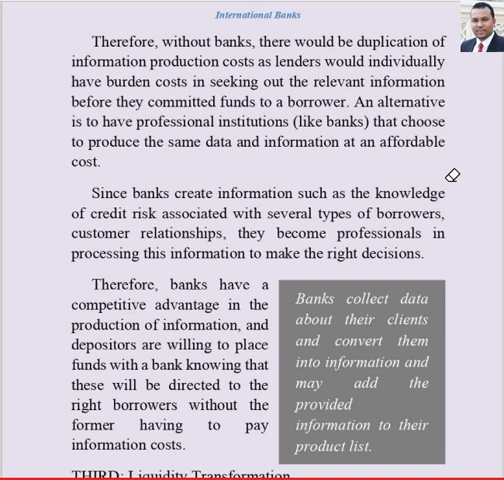 International Banks
Therefore, without banks, there would be duplication of
information production costs as lenders would individually
have burden costs in seeking out the relevant information
before they committed funds to a borrower. An alternative
is to have professional institutions (like banks) that choose
to produce the same data and information at an affordable
cost.
Since banks create information such as the knowledge
of credit risk associated with several types of borrowers,
customer relationships, they become professionals in
processing this information to make the right decisions.
Therefore, banks have a
competitive advantage in the
production of information, and
depositors are willing to place
funds with a bank knowing that
these will be directed to the
right borrowers without the
former having to pay
information costs.
Banks collect data
about their clients
and convert them
into information and
may add the
provided
information to their
product list.
THIRD: Liquidity Transformation